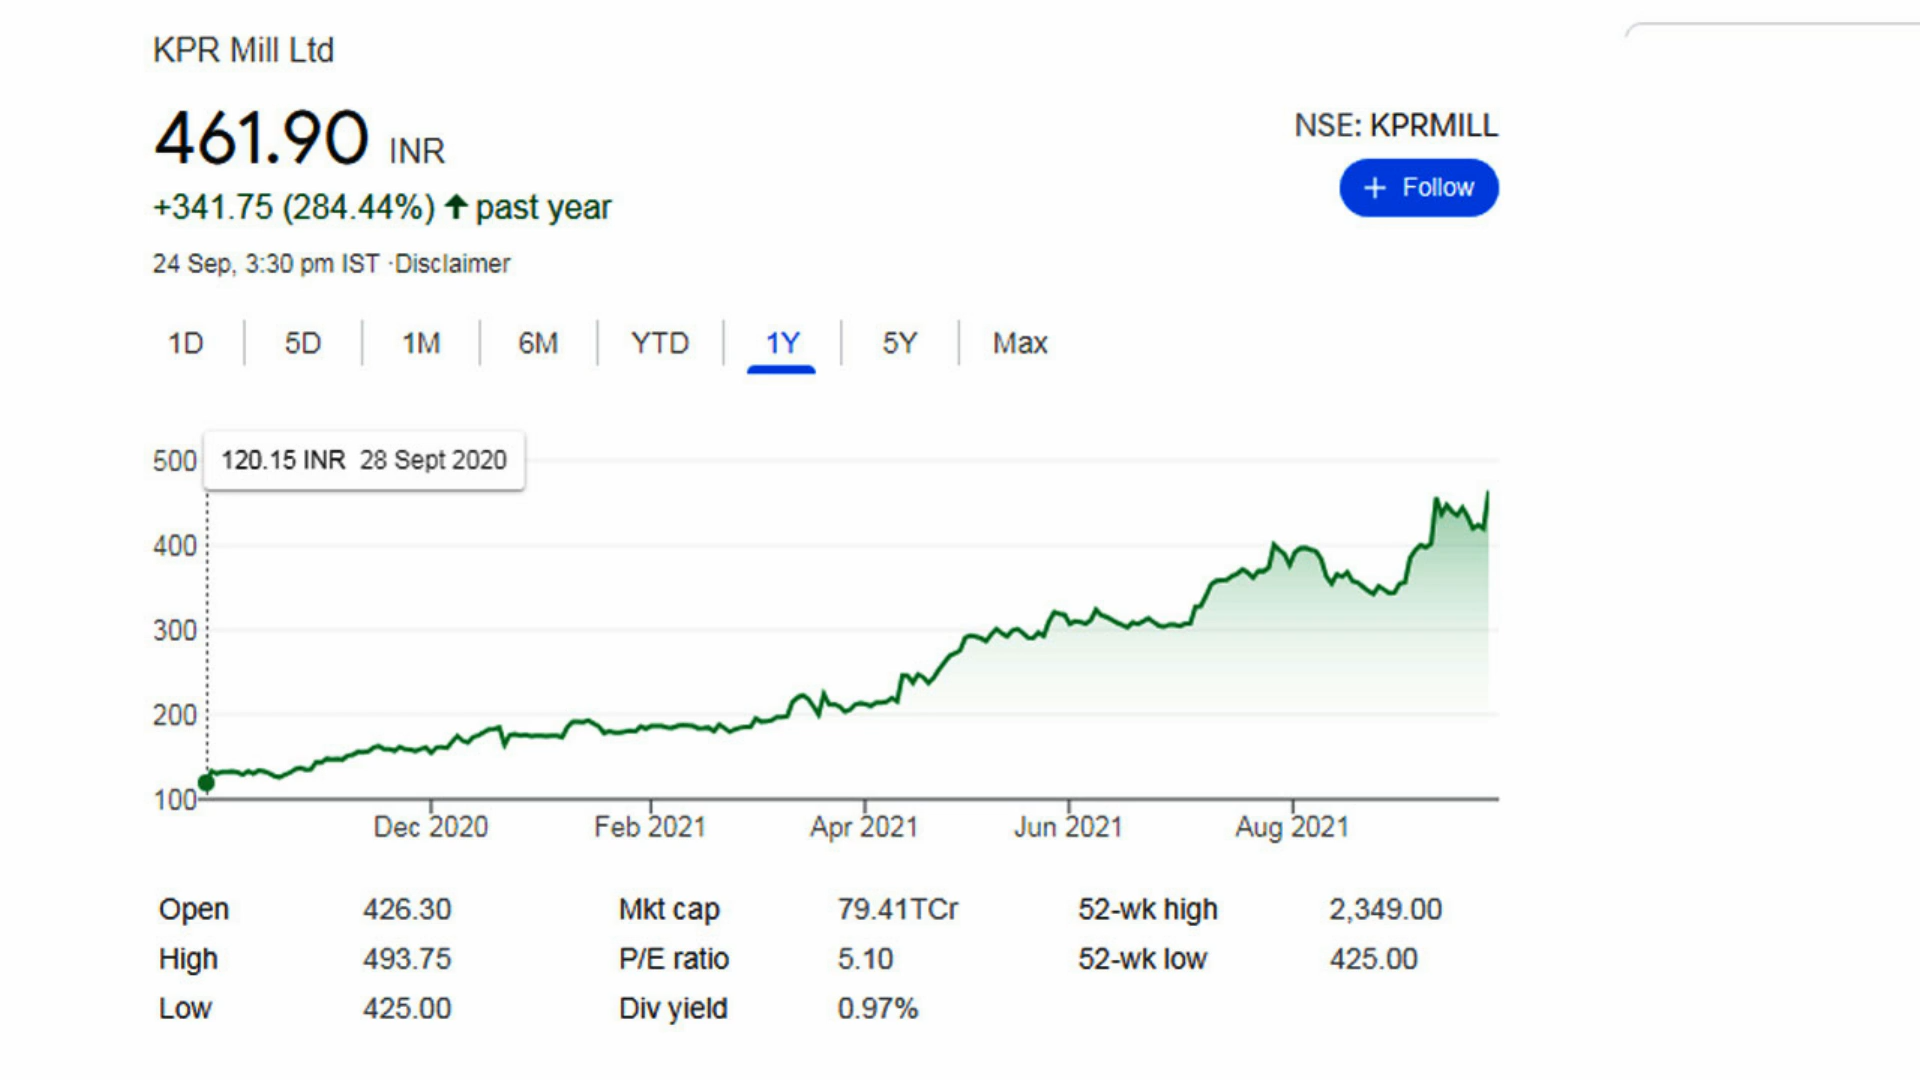 KPR Mill Ltd
461.90 INR
NSE: KPRMILL
+ Follow
+341.75 (284.44%) ↑ past year
24 Sep, 3:30 pm IST ·Disclaimer
1D 5D 1M 6M YTD 1Y 5Y Max
120.15 INR 28 Sept 2020
500
400
300
200
100
Dec 2020 Feb 2021 Apr 2021 Jun 2021 Aug 2021
Open 426.30 Mkt cap 79.41TCr 52-wk high 2,349.00
High 493.75 P/E ratio 5.10 52-wk low 425.00
Low 425.00 Div yield 0.97%